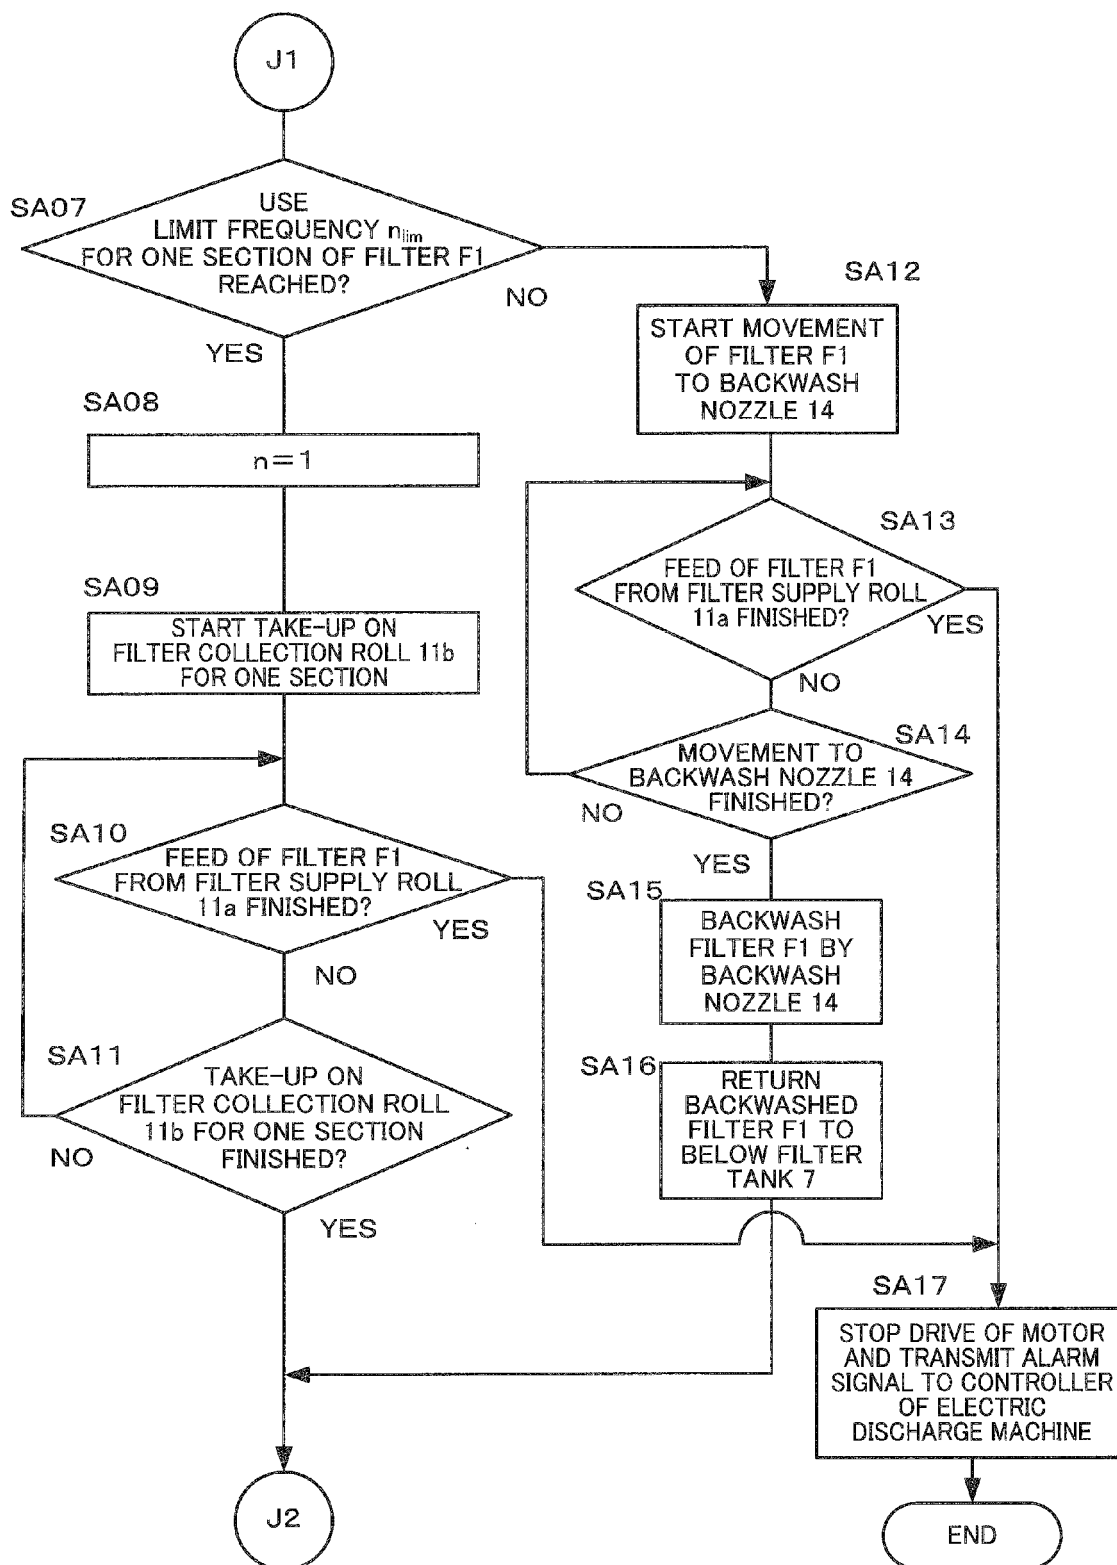 J1
SA07
USE
LIMIT FREQUENCY nlim
FOR ONE SECTION OF FILTER F1
REACHED?
NO
YES
SA08
n=1
SA09
START TAKE-UP ON
FILTER COLLECTION ROLL 11b
FOR ONE SECTION
SA10
FEED OF FILTER F1
FROM FILTER SUPPLY ROLL
11a FINISHED?
YES
NO
SA11
TAKE-UP ON
FILTER COLLECTION ROLL
11b FOR ONE SECTION
FINISHED?
NO
YES
J2
SA12
START MOVEMENT
OF FILTER F1
TO BACKWASH
NOZZLE 14
SA13
FEED OF FILTER F1
FROM FILTER SUPPLY ROLL
11a FINISHED?
YES
NO
SA14
MOVEMENT TO
BACKWASH NOZZLE 14
FINISHED?
NO
YES
SA15
BACKWASH
FILTER F1 BY
BACKWASH
NOZZLE 14
SA16
RETURN
BACKWASHED
FILTER F1 TO
BELOW FILTER
TANK 7
SA17
STOP DRIVE OF MOTOR
AND TRANSMIT ALARM
SIGNAL TO CONTROLLER
OF ELECTRIC
DISCHARGE MACHINE
END